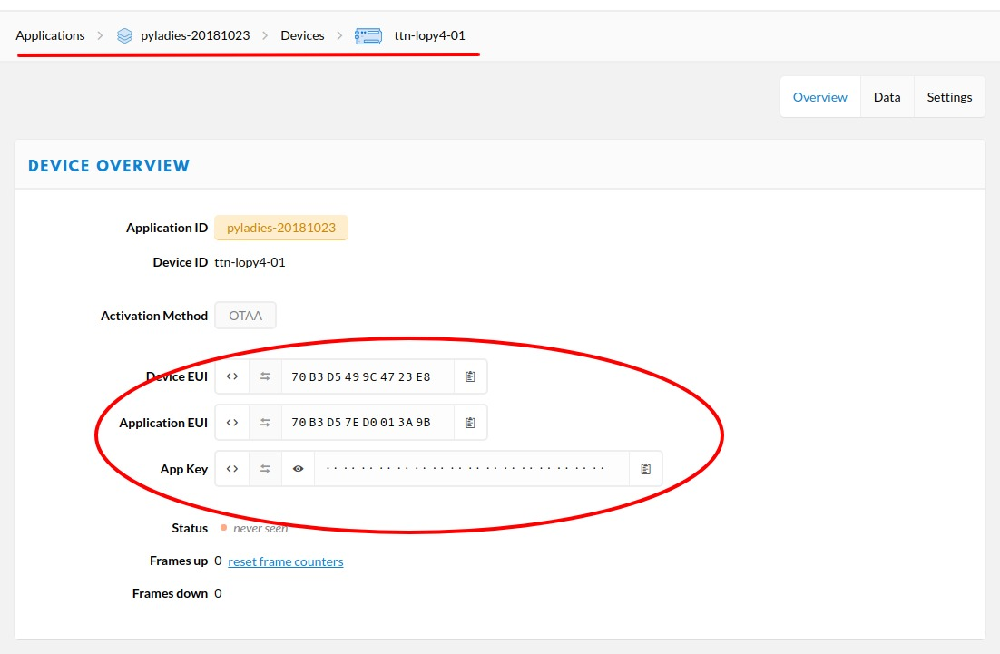 Applications > pyladies-20181023 > Devices > ttn-lopy4-01
Overview Data Settings
DEVICE OVERVIEW
Application ID pyladies-20181023
Device ID ttn-lopy4-01
Activation Method OTAA
Device EUI <> 70 B3 D5 49 9C 47 23 E8
Application EUI <> 70 B3 D5 7E D0 01 3A 9B
App Key <> · · · · · · · · · · · · · · · · · · · · · · · · · · · · · · · ·
Status never seen
Frames up 0 reset frame counters
Frames down 0